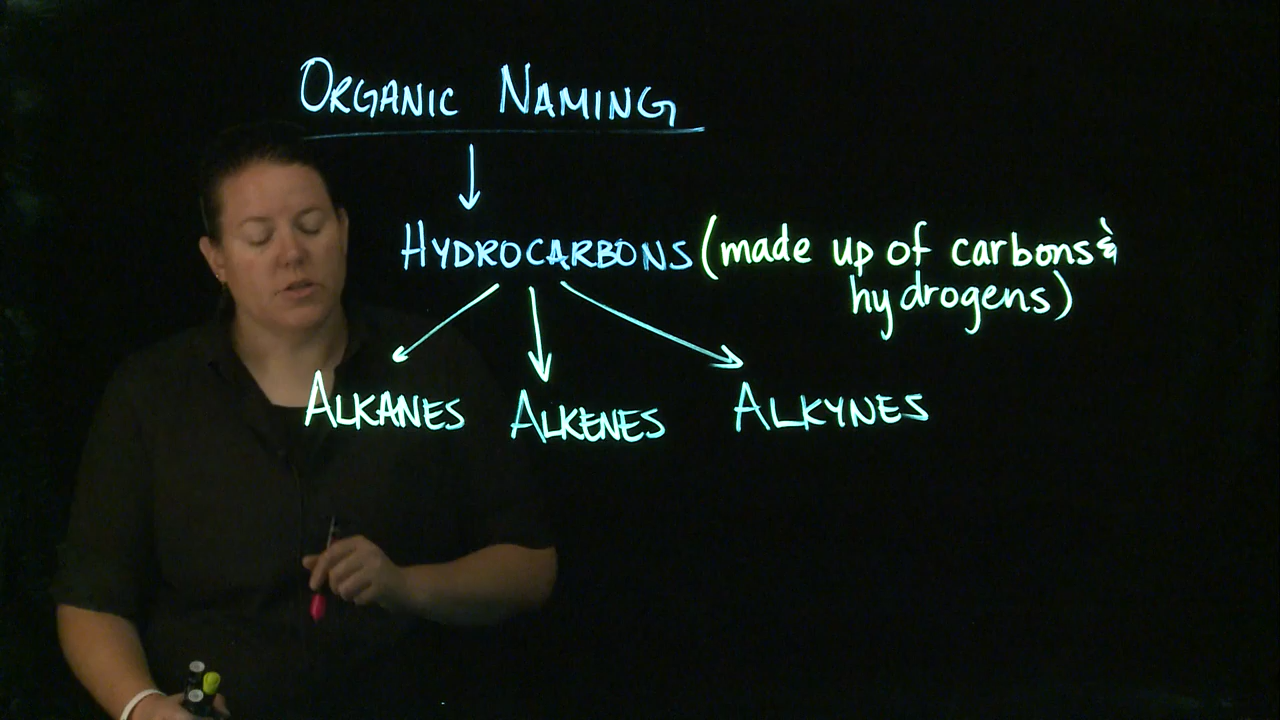 ORGANIC NAMING
HYDROCARBONS (made up of carbons &
hydrogens)
ALKANES ALKENES ALKYNES